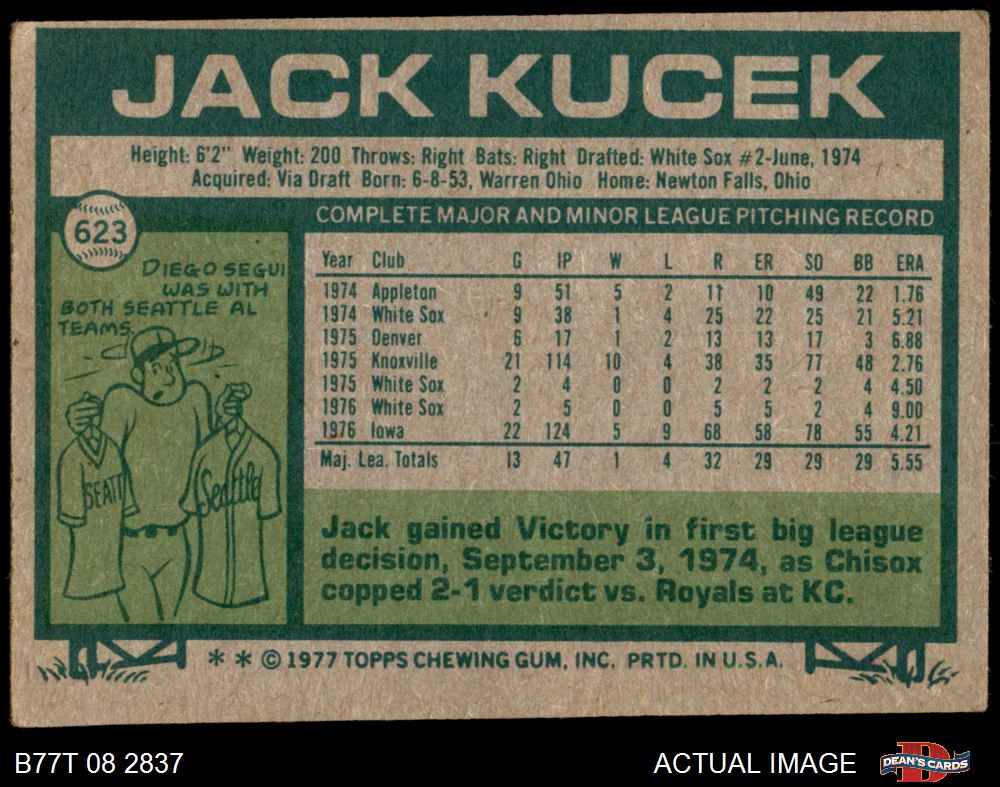 JACK KUCEK
Height: 6'2" Weight: 200 Throws: Right Bats: Right Drafted: White Sox #2-June, 1974
Acquired: Via Draft Born: 6-8-53, Warren Ohio Home: Newton Falls, Ohio
623
COMPLETE MAJOR AND MINOR LEAGUE PITCHING RECORD
DIEGO SEGUI
WAS WITH
BOTH SEATTLE AL
TEAMS.
SEATT
Seattle
Year Club G IP W L R ER SO BB ERA
1974 Appleton 9 51 5 2 11 10 49 22 1.76
1974 White Sox 9 38 1 4 25 22 25 21 5.21
1975 Denver 6 17 1 2 13 13 17 3 6.88
1975 Knoxville 21 114 10 4 38 35 77 48 2.76
1975 White Sox 2 4 0 0 2 2 2 4 4.50
1976 White Sox 2 5 0 0 5 5 2 4 9.00
1976 Iowa 22 124 5 9 68 58 78 55 4.21
Maj. Lea. Totals 13 47 1 4 32 29 29 29 5.55
Jack gained Victory in first big league
decision, September 3, 1974, as Chisox
copped 2-1 verdict vs. Royals at KC.
* * © 1977 TOPPS CHEWING GUM, INC. PRTD. IN U.S.A.
B77T 08 2837
ACTUAL IMAGE
D
DEAN'S CARDS